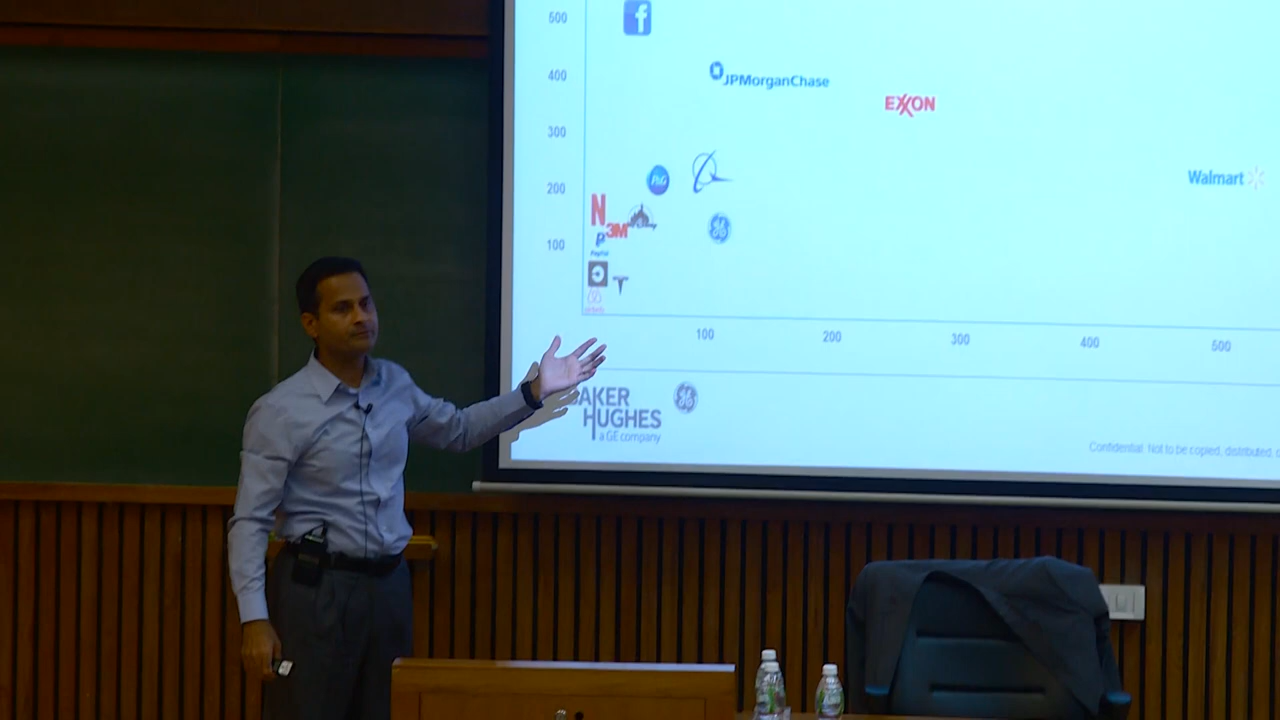 500
f
400
JPMorganChase
EXXON
300
P&G
200
Walmart
N
3M
P
PayPal
100
100
200
300
400
500
AKER
HUGHES
a GE company
Confidential. Not to be copied, distributed,